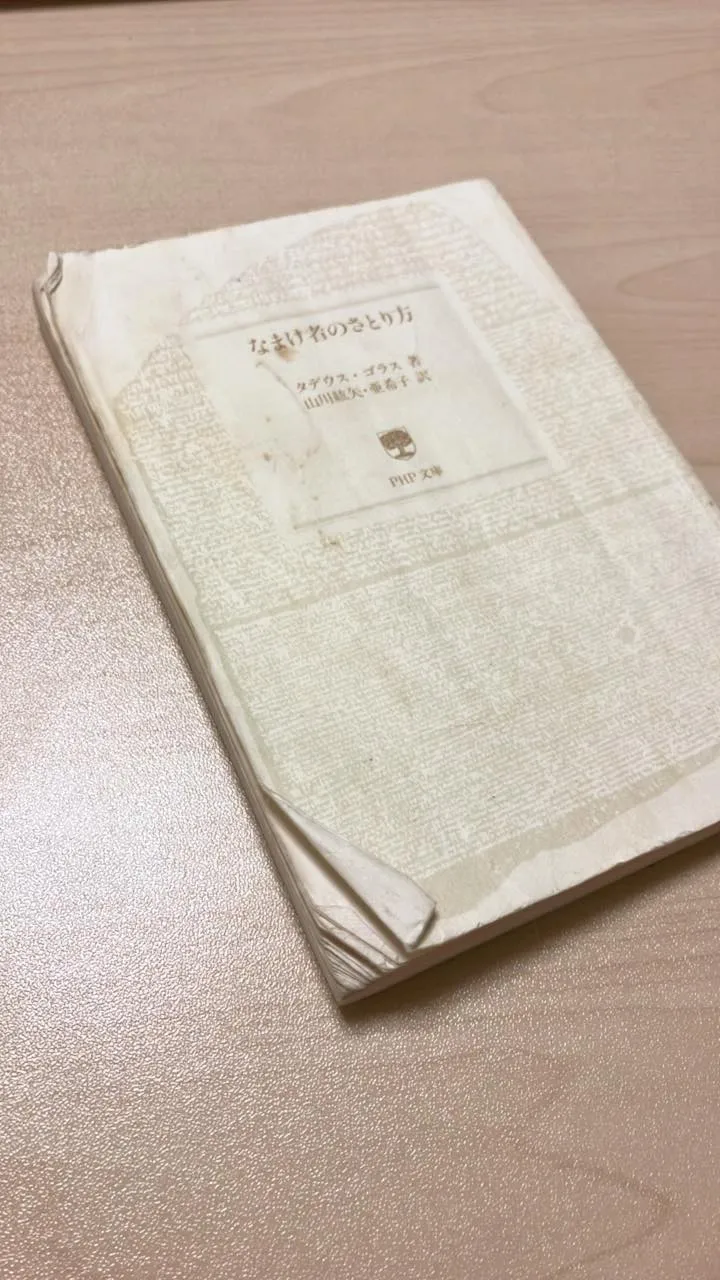 なまけ者のさとり方
タデウス・ゴラス 著
山川紘矢・亜希子 訳
PHP文庫